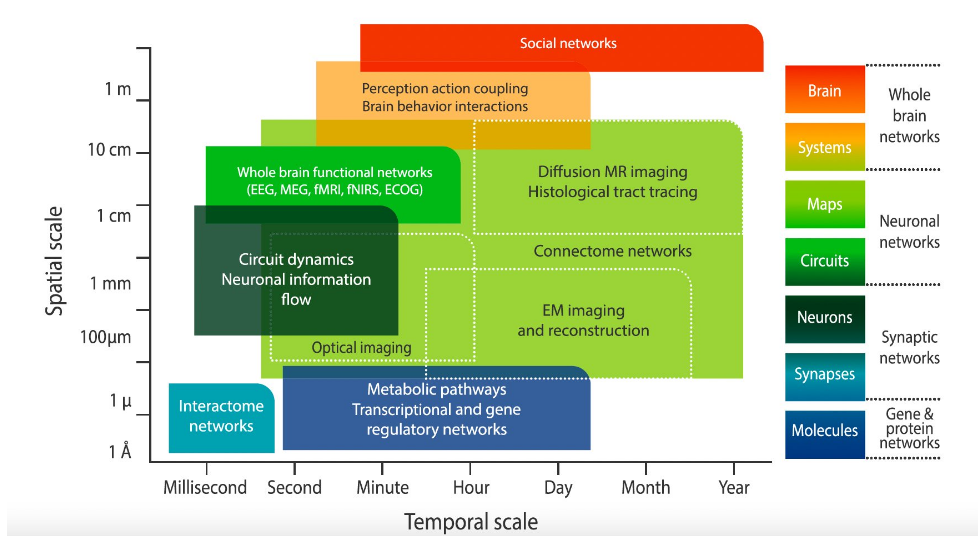 Social networks
Perception action coupling
Brain behavior interactions
Whole brain functional networks
(EEG, MEG, fMRI, fNIRS, ECOG)
Diffusion MR imaging
Histological tract tracing
Connectome networks
Circuit dynamics
Neuronal information
flow
EM imaging
and reconstruction
Optical imaging
Metabolic pathways
Transcriptional and gene
regulatory networks
Interactome
networks
Spatial scale
1 m
10 cm
1 cm
1 mm
100μm
1 μ
1 Å
Millisecond
Second
Minute
Hour
Day
Month
Year
Temporal scale
Brain
Systems
Maps
Circuits
Neurons
Synapses
Molecules
Whole
brain
networks
Neuronal
networks
Synaptic
networks
Gene &
protein
networks